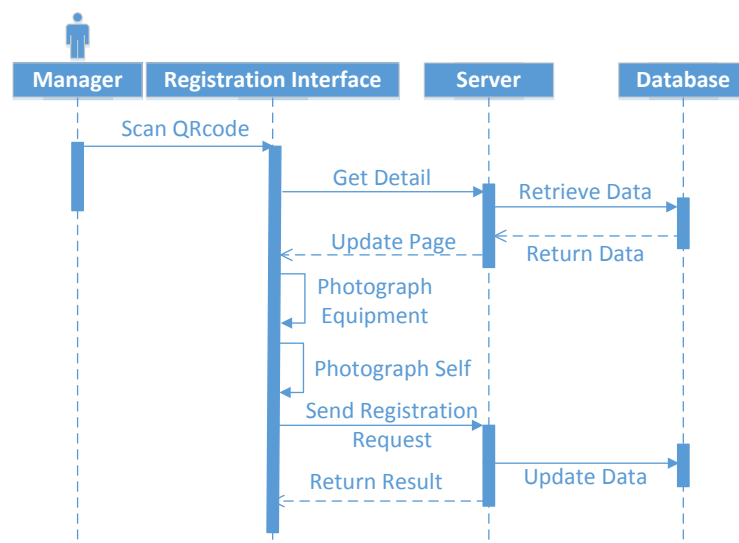 Manager
Registration Interface
Server
Database
Scan QRcode
Get Detail
Retrieve Data
Update Page
Return Data
Photograph
Equipment
Photograph Self
Send Registration
Request
Update Data
Return Result